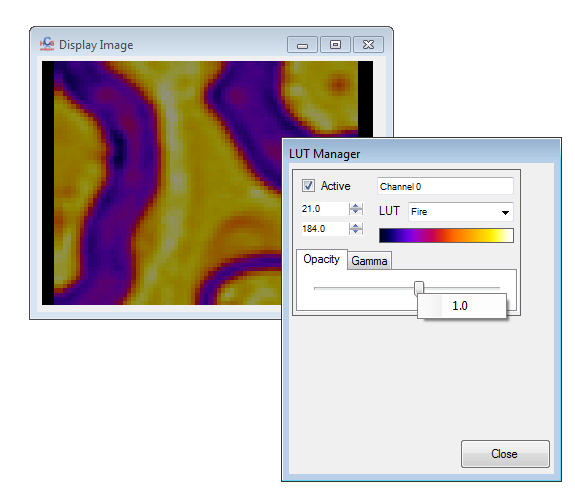 Display Image
LUT Manager
Active
Channel 0
21.0
LUT
Fire
184.0
Opacity
Gamma
1.0
Close